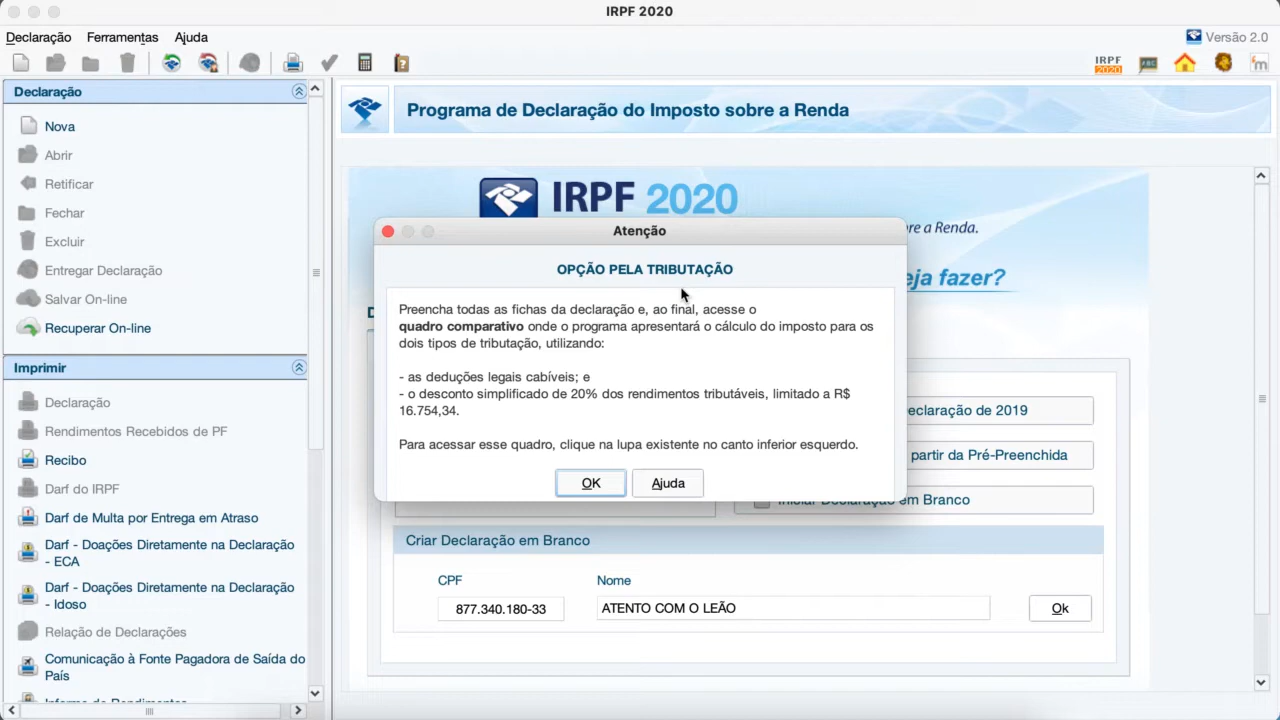 IRPF 2020
Declaração Ferramentas Ajuda
Versão 2.0
IRPF
2020
Declaração
Nova
Abrir
Retificar
Fechar
Excluir
Entregar Declaração
Salvar On-line
Recuperar On-line
Imprimir
Declaração
Rendimentos Recebidos de PF
Recibo
Darf do IRPF
Darf de Multa por Entrega em Atraso
Darf - Doações Diretamente na Declaração
- ECA
Darf - Doações Diretamente na Declaração
- Idoso
Relação de Declarações
Comunicação à Fonte Pagadora de Saída do
País
Informe de Rendimentos
Programa de Declaração do Imposto sobre a Renda
IRPF 2020
re a Renda.
eja fazer?
Atenção
OPÇÃO PELA TRIBUTAÇÃO
Preencha todas as fichas da declaração e, ao final, acesse o
quadro comparativo onde o programa apresentará o cálculo do imposto para os
dois tipos de tributação, utilizando:
- as deduções legais cabíveis; e
- o desconto simplificado de 20% dos rendimentos tributáveis, limitado a R$
16.754,34.
Para acessar esse quadro, clique na lupa existente no canto inferior esquerdo.
OK Ajuda
eclaração de 2019
partir da Pré-Preenchida
Iniciar Declaração em Branco
Criar Declaração em Branco
CPF Nome
877.340.180-33 ATENTO COM O LEÃO Ok